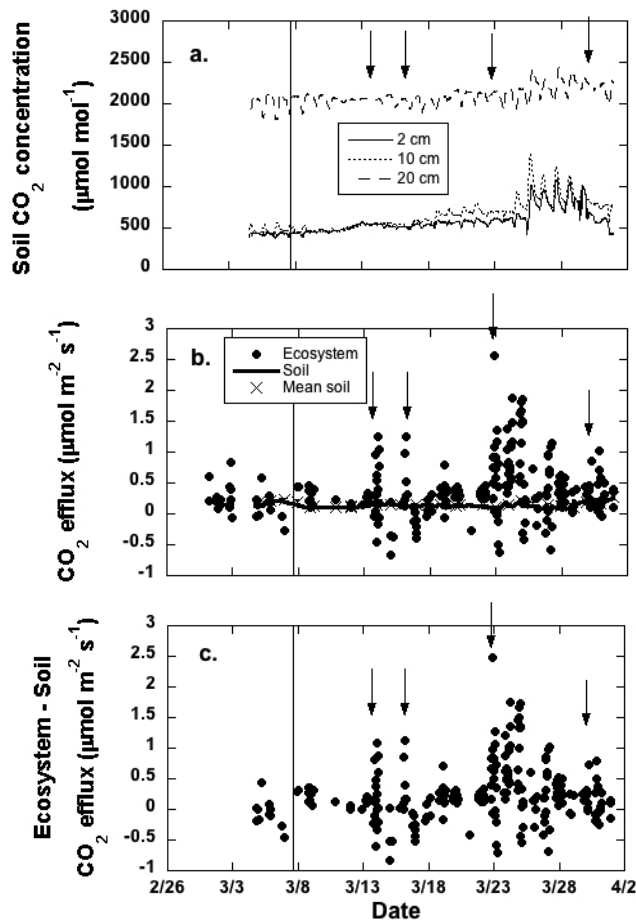 a.
Soil CO2 concentration
(µmol mol-1)
3000
2500
2000
1500
1000
500
0
2 cm
10 cm
20 cm
b.
CO2 efflux (µmol m-2 s-1)
3
2.5
2
1.5
1
0.5
0
-0.5
-1
Ecosystem
Soil
Mean soil
c.
Ecosystem - Soil
CO2 efflux (µmol m-2 s-1)
3
2.5
2
1.5
1
0.5
0
-0.5
-1
2/26 3/3 3/8 3/13 3/18 3/23 3/28 4/2
Date